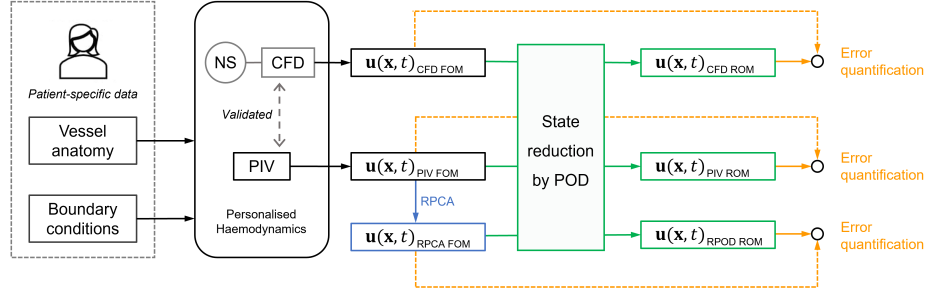 Patient-specific data
Vessel
anatomy
Boundary
conditions
NS
CFD
Validated
PIV
Personalised
Haemodynamics
u(x, t)CFD FOM
u(x, t)PIV FOM
RPCA
u(x, t)RPCA FOM
State
reduction
by POD
u(x, t)CFD ROM
u(x, t)PIV ROM
u(x, t)RPOD ROM
Error
quantification
Error
quantification
Error
quantification